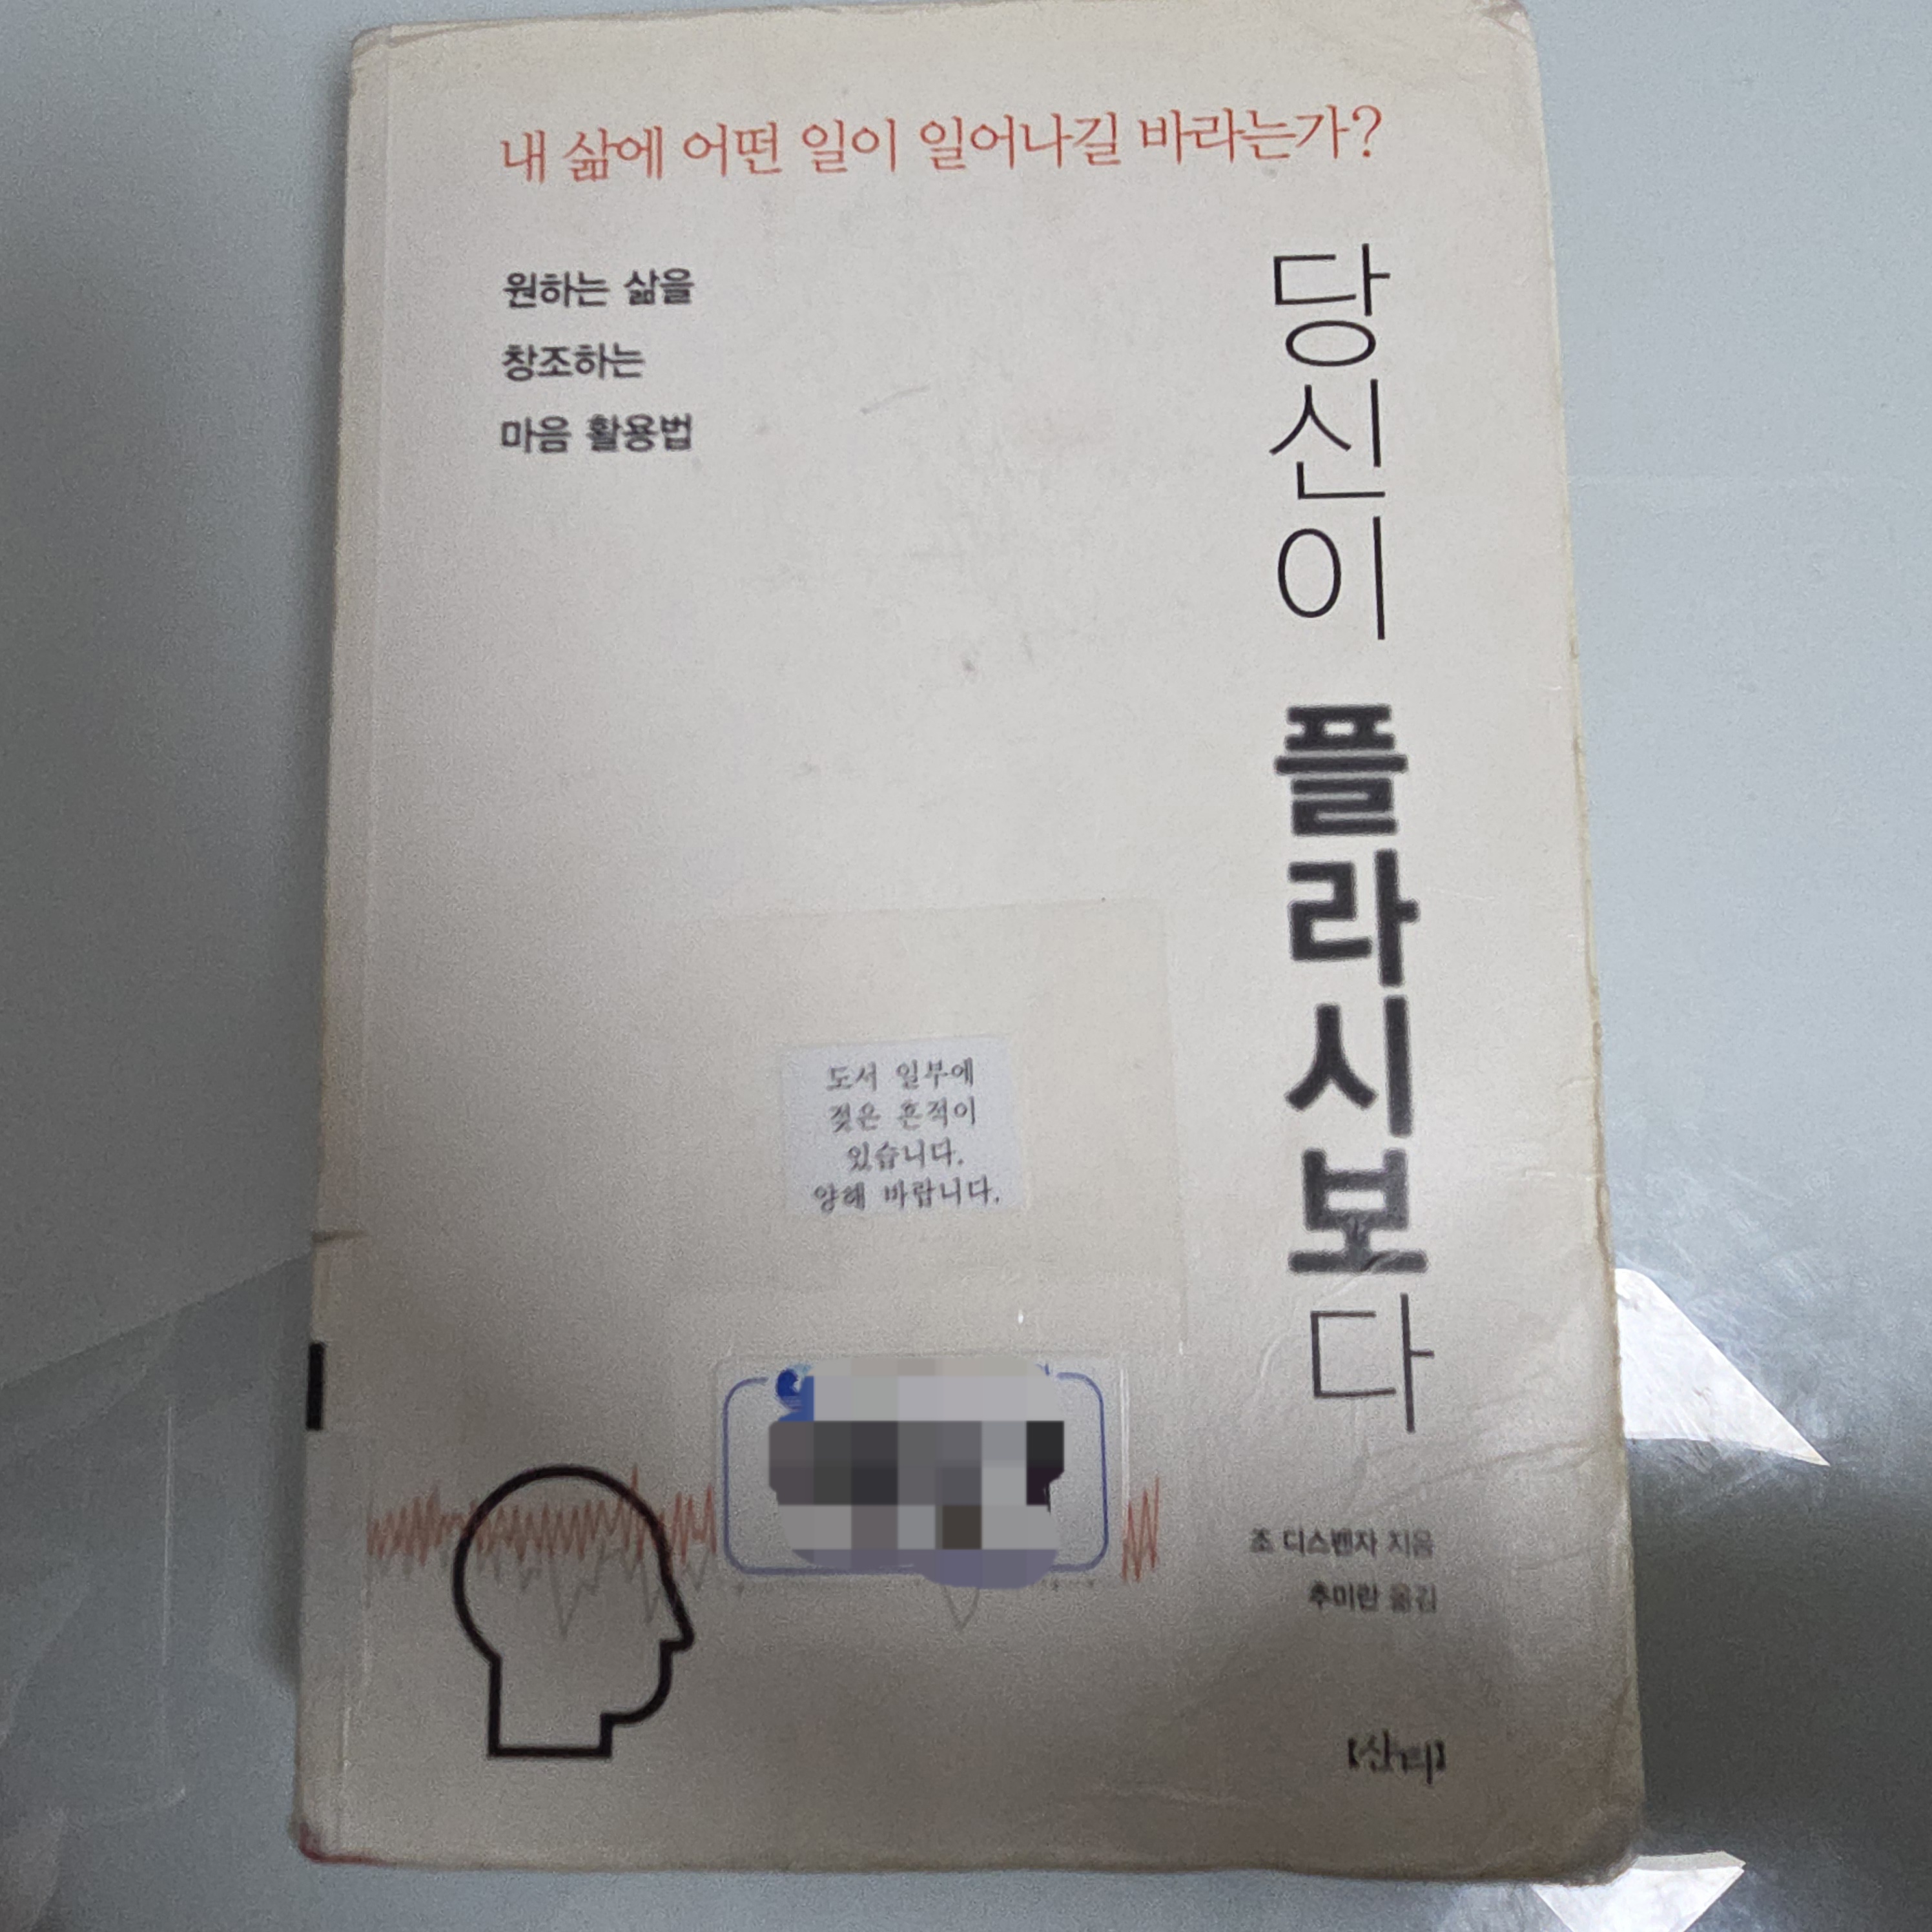 내 삶에 어떤 일이 일어나길 바라는가?
원하는 삶을
창조하는
마음 활용법
당신이 플라시보다
도서 일부에
젖은 흔적이
있습니다.
양해 바랍니다.
조 디스펜자 지음
추미란 옮김
산티